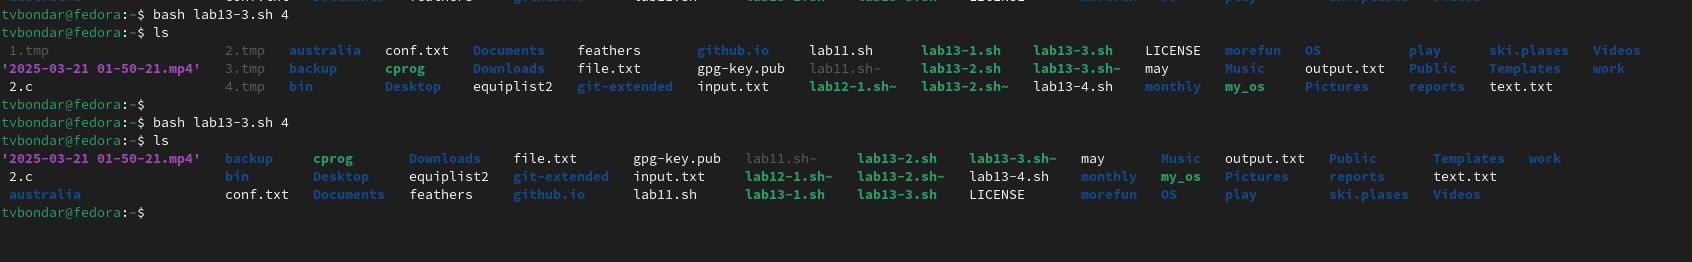 tvbondar@fedora:~$ bash lab13-3.sh 4
tvbondar@fedora:~$ ls
1.tmp 2.tmp australia conf.txt Documents feathers github.io lab11.sh lab13-1.sh lab13-3.sh LICENSE morefun OS play ski.plases Videos
'2025-03-21 01-50-21.mp4' 3.tmp backup cprog Downloads file.txt gpg-key.pub lab11.sh~ lab13-2.sh lab13-3.sh~ may Music output.txt Public Templates work
2.c 4.tmp bin Desktop equiplist2 git-extended input.txt lab12-1.sh~ lab13-2.sh~ lab13-4.sh monthly my_os Pictures reports text.txt
tvbondar@fedora:~$
tvbondar@fedora:~$ bash lab13-3.sh 4
tvbondar@fedora:~$ ls
'2025-03-21 01-50-21.mp4' backup cprog Downloads file.txt gpg-key.pub lab11.sh~ lab13-2.sh lab13-3.sh~ may Music output.txt Public Templates work
2.c bin Desktop equiplist2 git-extended input.txt lab12-1.sh~ lab13-2.sh~ lab13-4.sh monthly my_os Pictures reports text.txt
australia conf.txt Documents feathers github.io lab11.sh lab13-1.sh lab13-3.sh LICENSE morefun OS play ski.plases Videos
tvbondar@fedora:~$